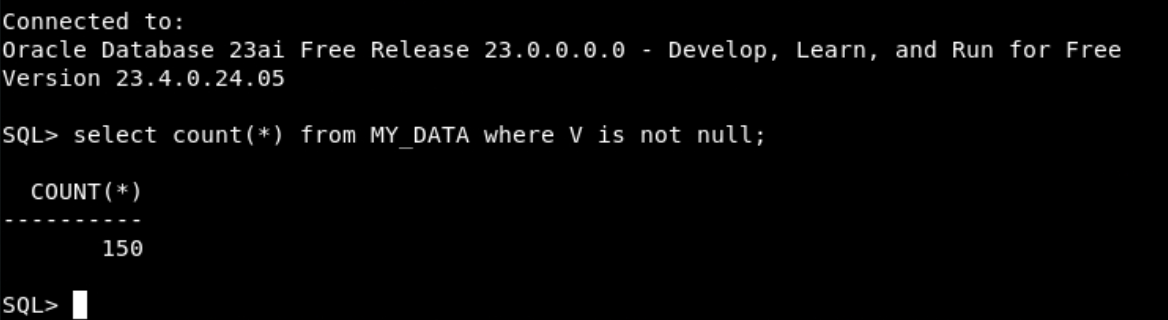 Connected to:
Oracle Database 23ai Free Release 23.0.0.0.0 - Develop, Learn, and Run for Free
Version 23.4.0.24.05
SQL> select count(*) from MY_DATA where V is not null;
COUNT(*)
----------
150
SQL>